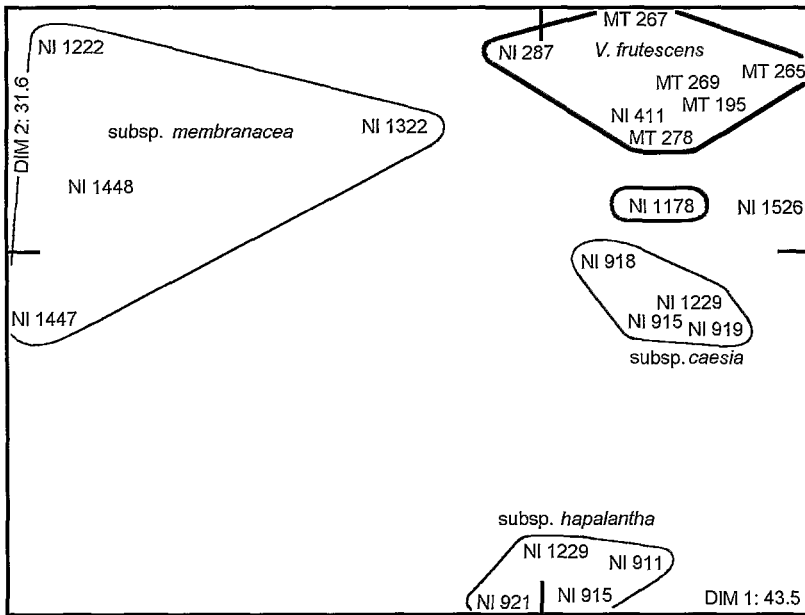 MT 267
NI 1222
NI 287
V. frutescens
MT 265
MT 269
MT 195
NI 411
MT 278
DIM 2: 31.6
subsp. membranacea
NI 1322
NI 1448
NI 1178
NI 1526
NI 918
NI 1229
NI 1447
NI 915
NI 919
subsp. caesia
subsp. hapalantha
NI 1229
NI 911
NI 921
NI 915
DIM 1: 43.5